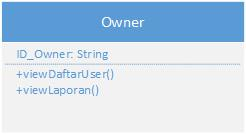 Owner
ID_Owner: String
+viewDaftarUser()
+viewLaporan()